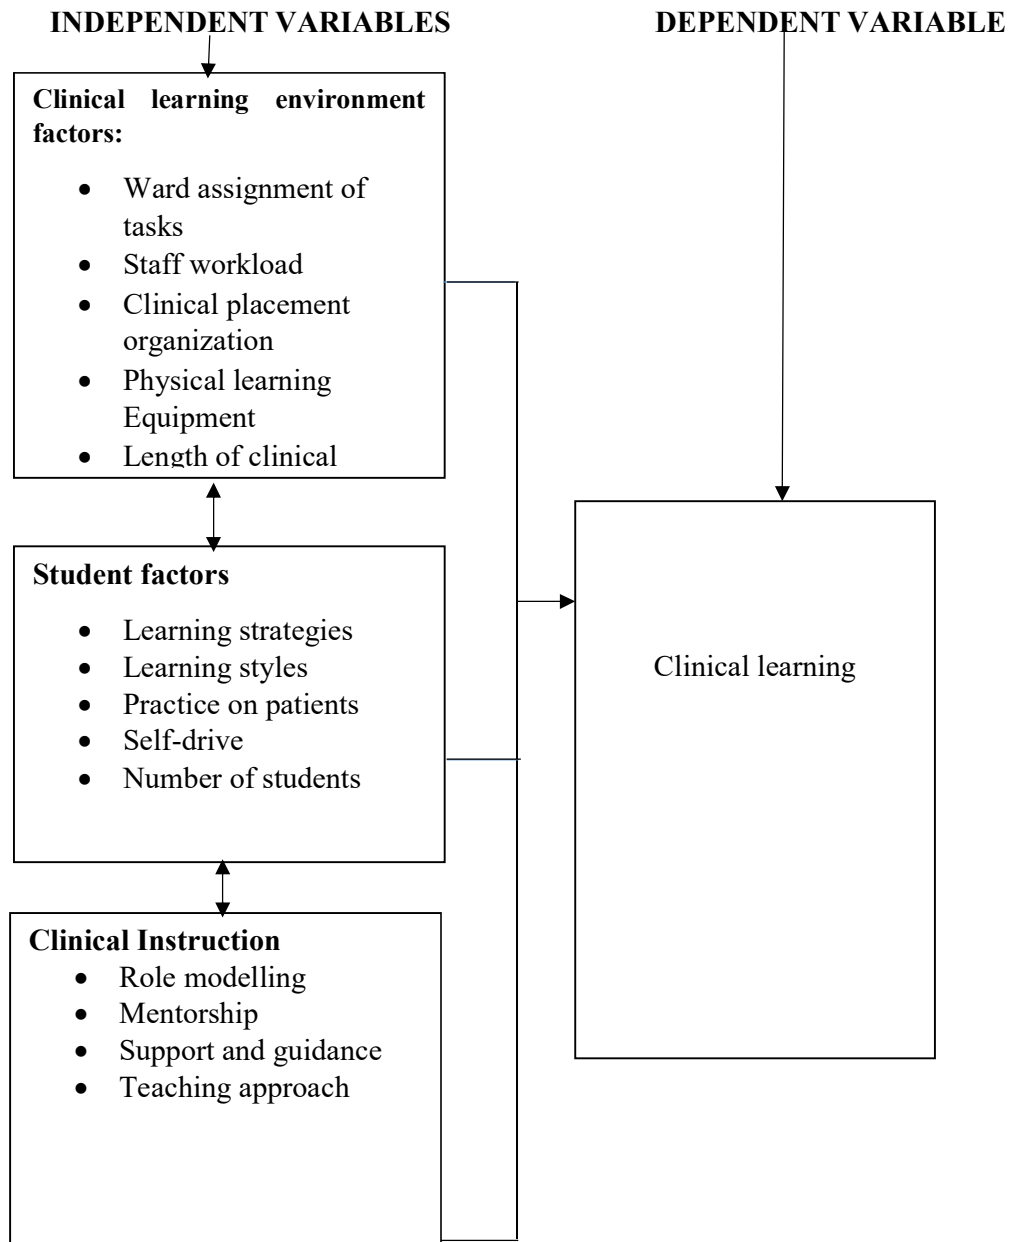 INDEPENDENT VARIABLES
DEPENDENT VARIABLE
Clinical learning environment
factors:
• Ward assignment of
tasks
• Staff workload
• Clinical placement
organization
• Physical learning
Equipment
• Length of clinical
Student factors
• Learning strategies
• Learning styles
• Practice on patients
• Self-drive
• Number of students
Clinical Instruction
• Role modelling
• Mentorship
• Support and guidance
• Teaching approach
Clinical learning